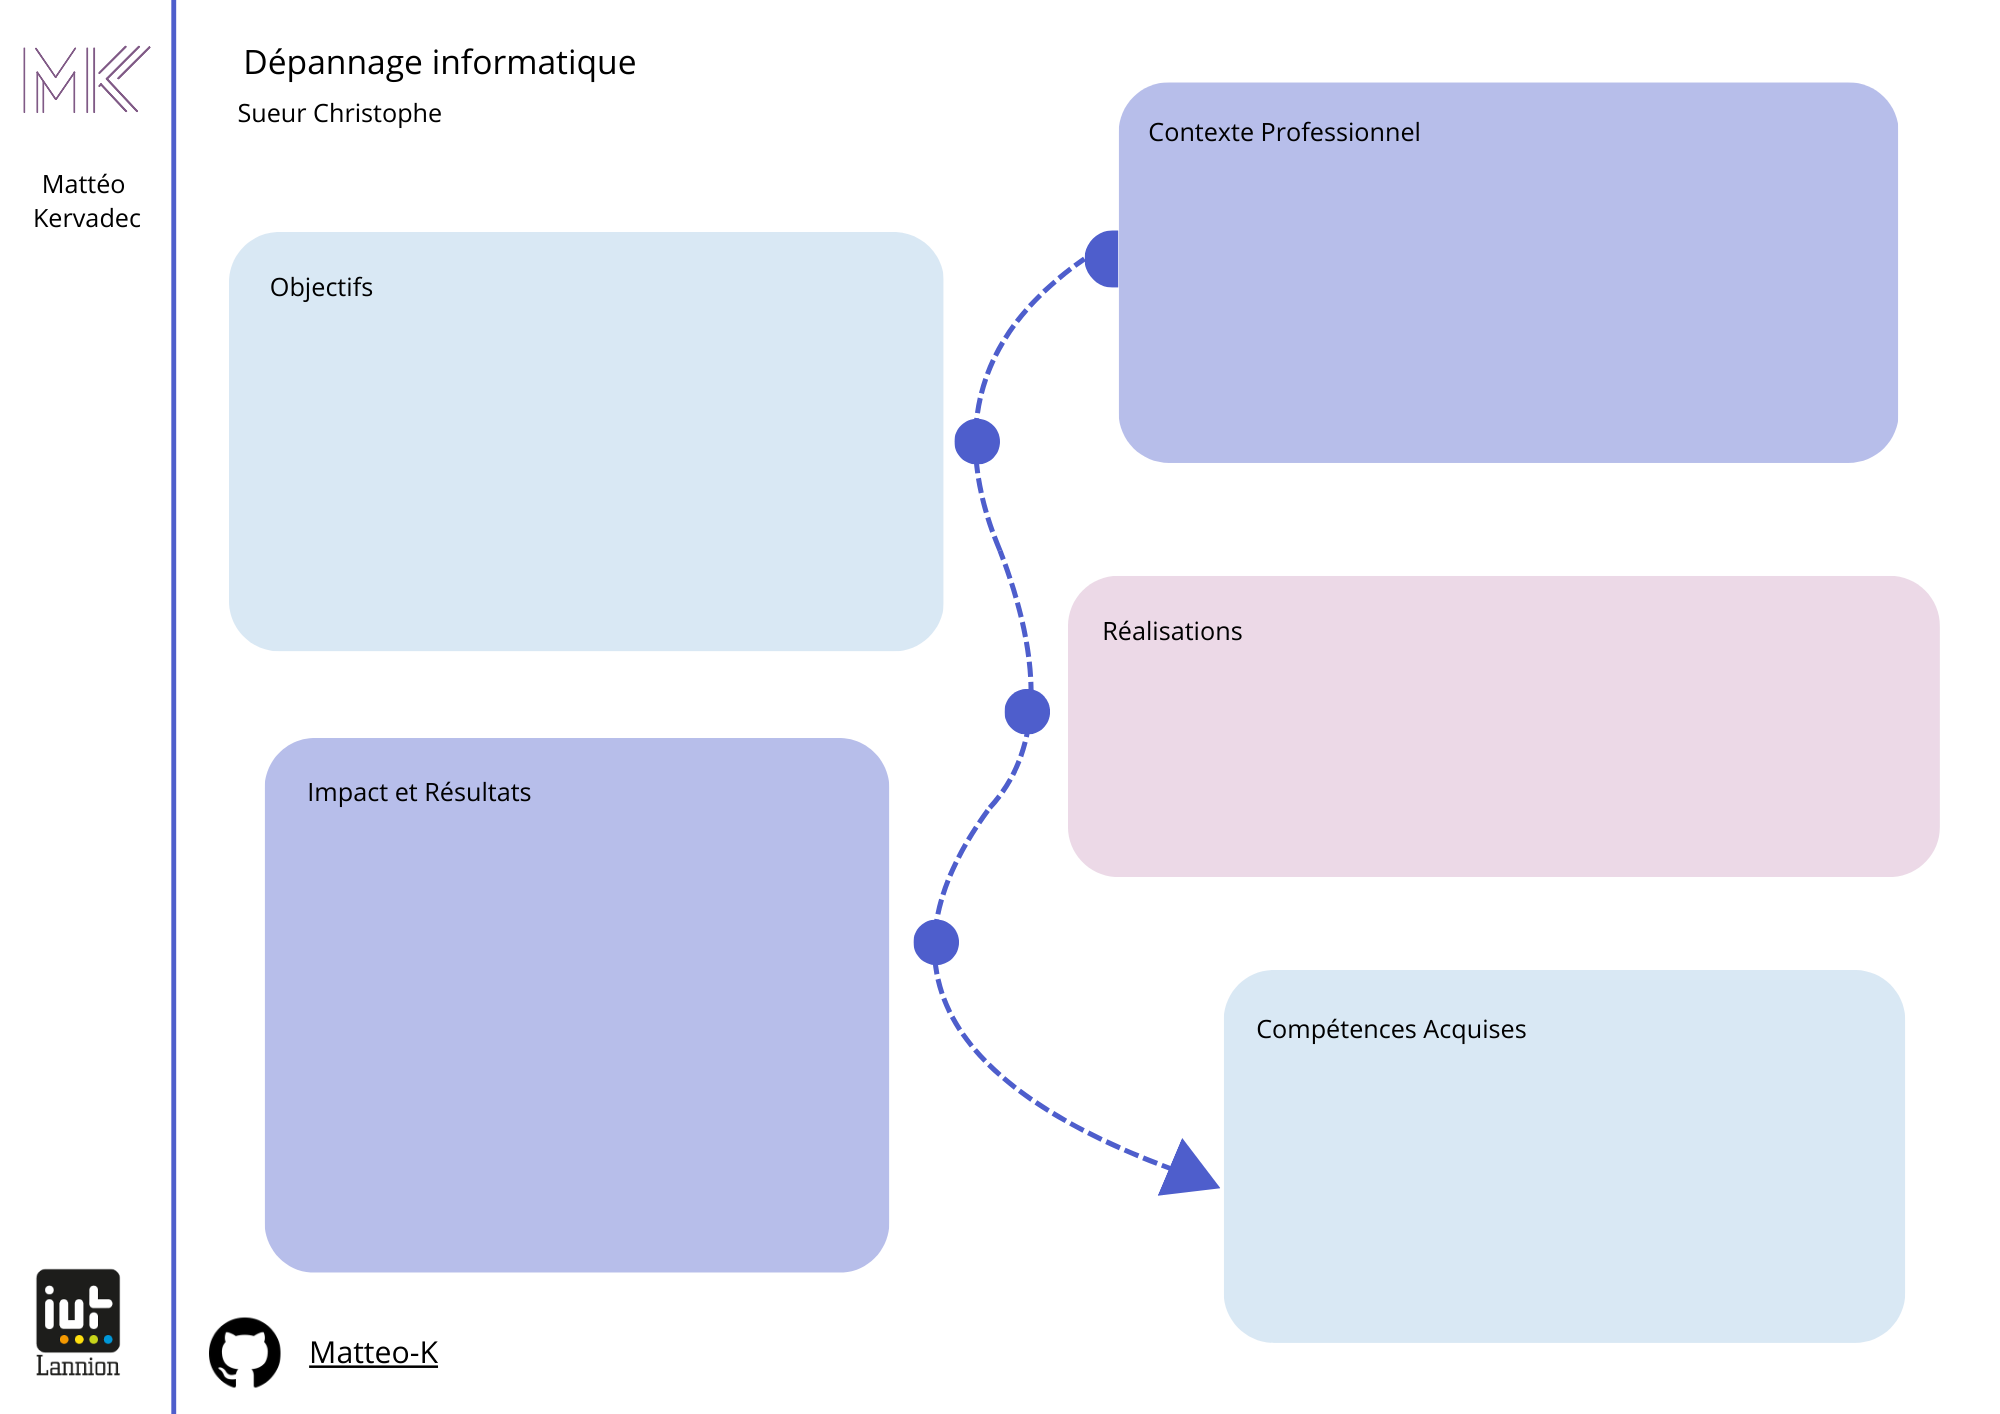 MK
Mattéo
Kervadec
Dépannage informatique
Sueur Christophe
Contexte Professionnel
Objectifs
Réalisations
Impact et Résultats
Compétences Acquises
iut
Lannion
Matteo-K